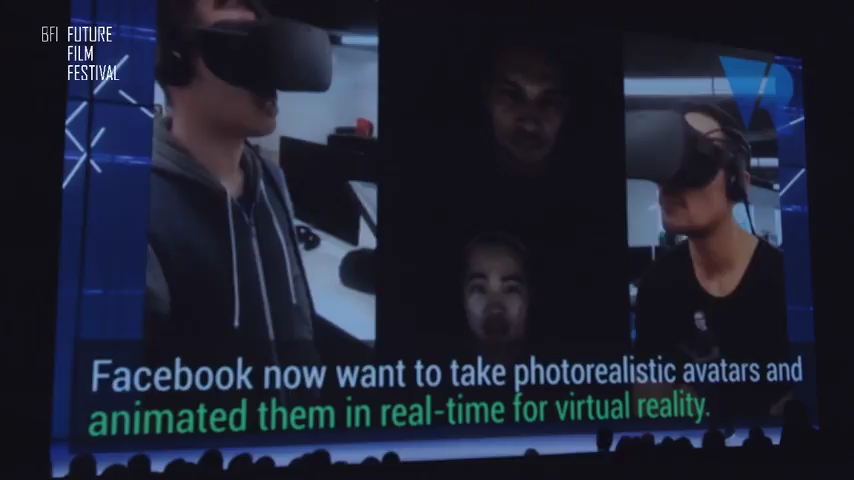 BFI FUTURE
FILM
FESTIVAL
VR
Facebook now want to take photorealistic avatars and
animated them in real-time for virtual reality.